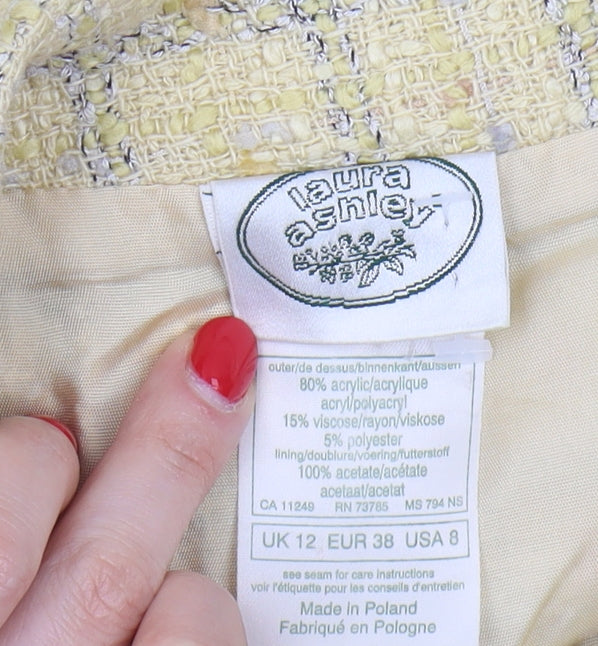 laura
ashley
outer/de dessus/binnenkant/aussen
80% acrylic/acrylique
acryl/polyacryl
15% viscose/rayon/viskose
5% polyester
lining/doublure/voering/futterstoff
100% acetate/acétate
acetaat/acetat
CA 11249 RN 73785 MS 794 NS
UK 12 EUR 38 USA 8
see seam for care instructions
voir l'étiquette pour les conseils d'entretien
Made in Poland
Fabriqué en Pologne